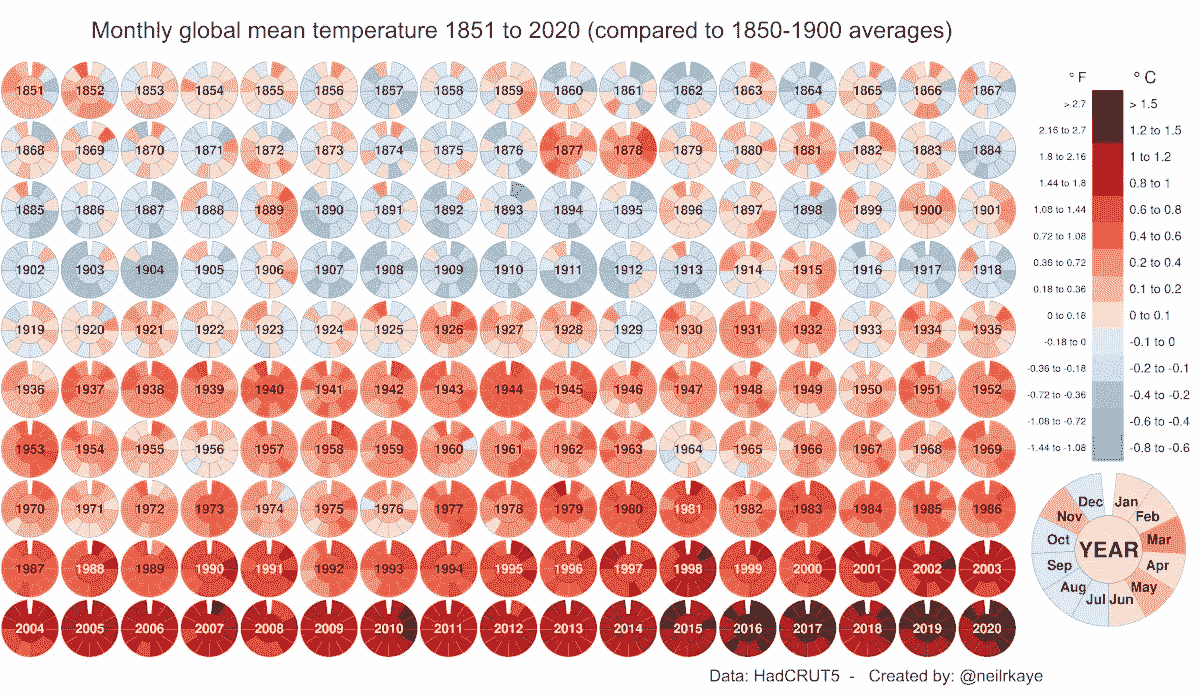 Monthly global mean temperature 1851 to 2020 (compared to 1850-1900 averages)
1851 1852 1853 1854 1855 1856 1857 1858 1859 1860 1861 1862 1863 1864 1865 1866 1867
1868 1869 1870 1871 1872 1873 1874 1875 1876 1877 1878 1879 1880 1881 1882 1883 1884
1885 1886 1887 1888 1889 1890 1891 1892 1893 1894 1895 1896 1897 1898 1899 1900 1901
1902 1903 1904 1905 1906 1907 1908 1909 1910 1911 1912 1913 1914 1915 1916 1917 1918
1919 1920 1921 1922 1923 1924 1925 1926 1927 1928 1929 1930 1931 1932 1933 1934 1935
1936 1937 1938 1939 1940 1941 1942 1943 1944 1945 1946 1947 1948 1949 1950 1951 1952
1953 1954 1955 1956 1957 1958 1959 1960 1961 1962 1963 1964 1965 1966 1967 1968 1969
1970 1971 1972 1973 1974 1975 1976 1977 1978 1979 1980 1981 1982 1983 1984 1985 1986
1987 1988 1989 1990 1991 1992 1993 1994 1995 1996 1997 1998 1999 2000 2001 2002 2003
2004 2005 2006 2007 2008 2009 2010 2011 2012 2013 2014 2015 2016 2017 2018 2019 2020
° F ° C
> 2.7 > 1.5
2.16 to 2.7 1.2 to 1.5
1.8 to 2.16 1 to 1.2
1.44 to 1.8 0.8 to 1
1.08 to 1.44 0.6 to 0.8
0.72 to 1.08 0.4 to 0.6
0.36 to 0.72 0.2 to 0.4
0.18 to 0.36 0.1 to 0.2
0 to 0.18 0 to 0.1
-0.18 to 0 -0.1 to 0
-0.36 to -0.18 -0.2 to -0.1
-0.72 to -0.36 -0.4 to -0.2
-1.08 to -0.72 -0.6 to -0.4
-1.44 to -1.08 -0.8 to -0.6
Dec Jan
Nov Feb
Oct YEAR Mar
Sep Apr
Aug May
Jul Jun
Data: HadCRUT5 - Created by: @neilrkaye